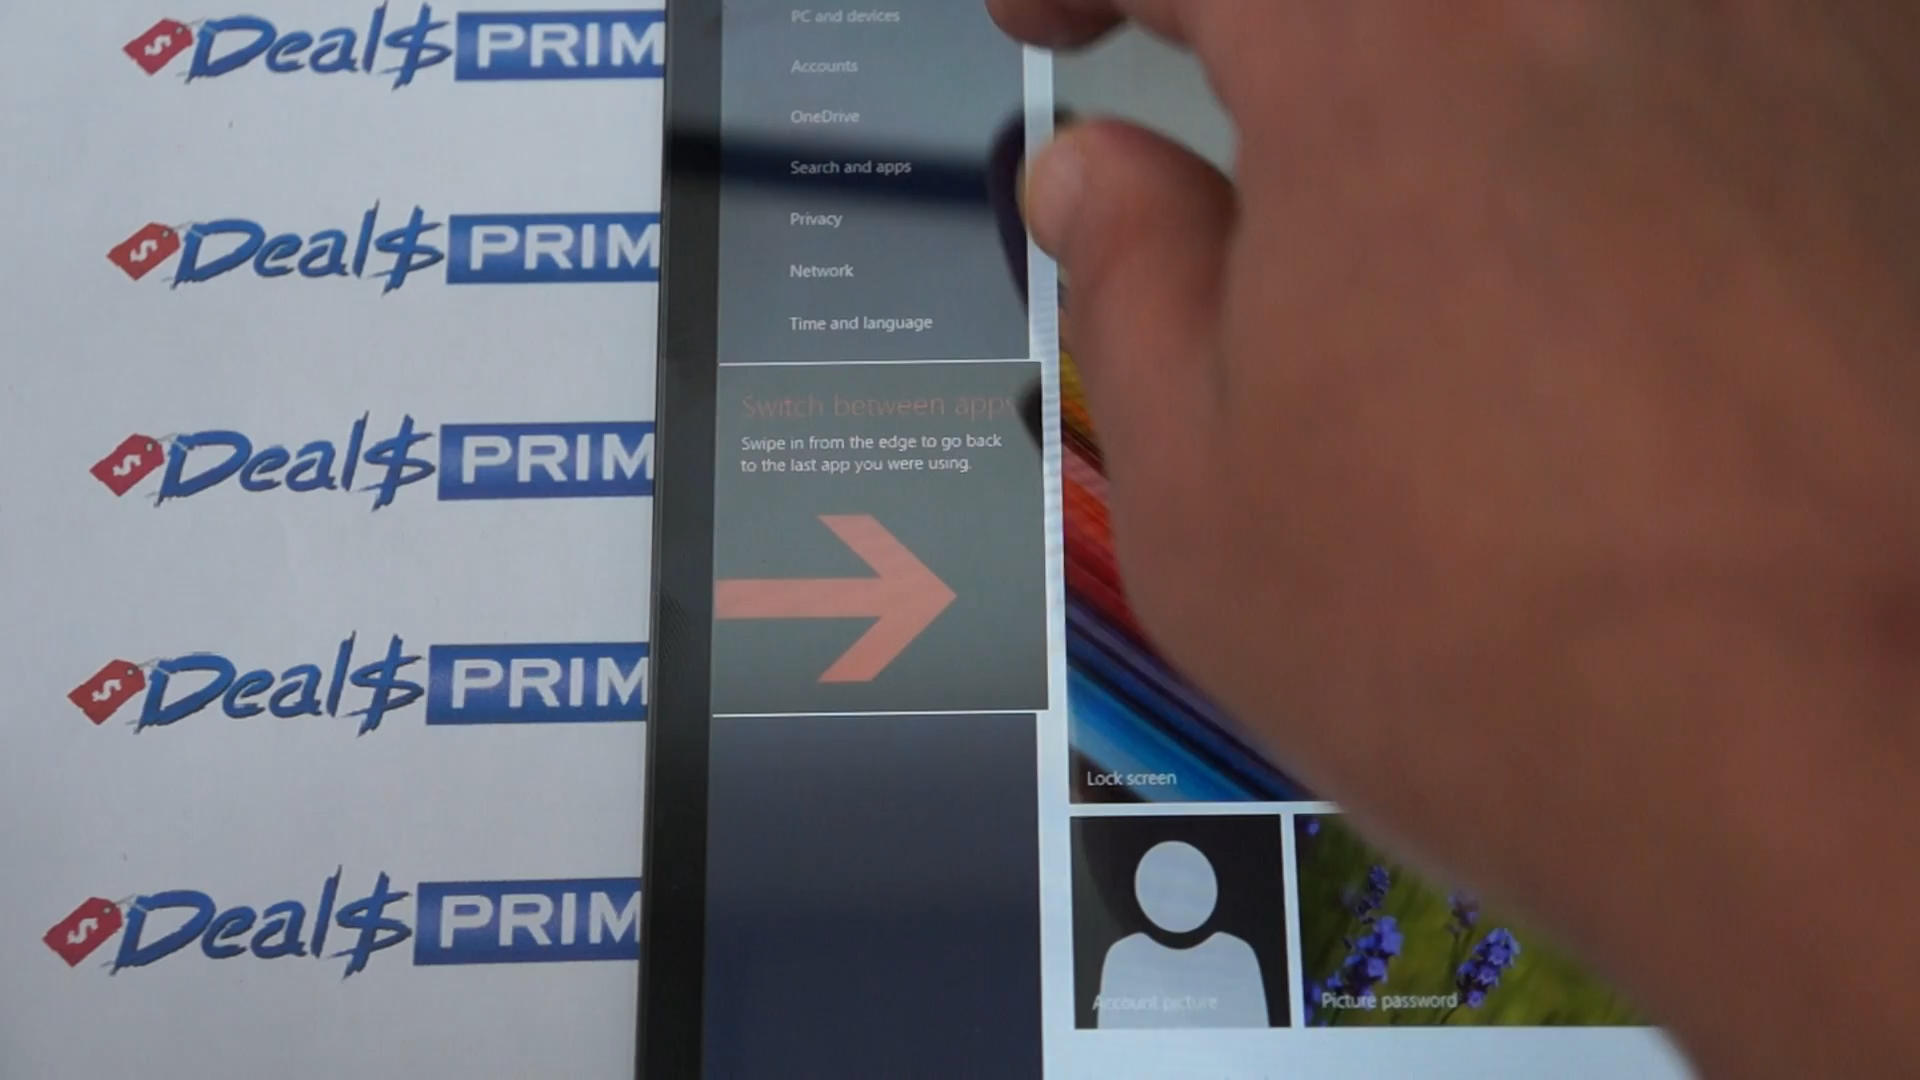 Deal$ PRIM
Deal$ PRIM
Deal$ PRIM
Deal$ PRIM
Deal$ PRIM
PC and devices
Accounts
OneDrive
Search and apps
Privacy
Network
Time and language
Switch between apps
Swipe in from the edge to go back
to the last app you were using.
Lock screen
Account picture
Picture password